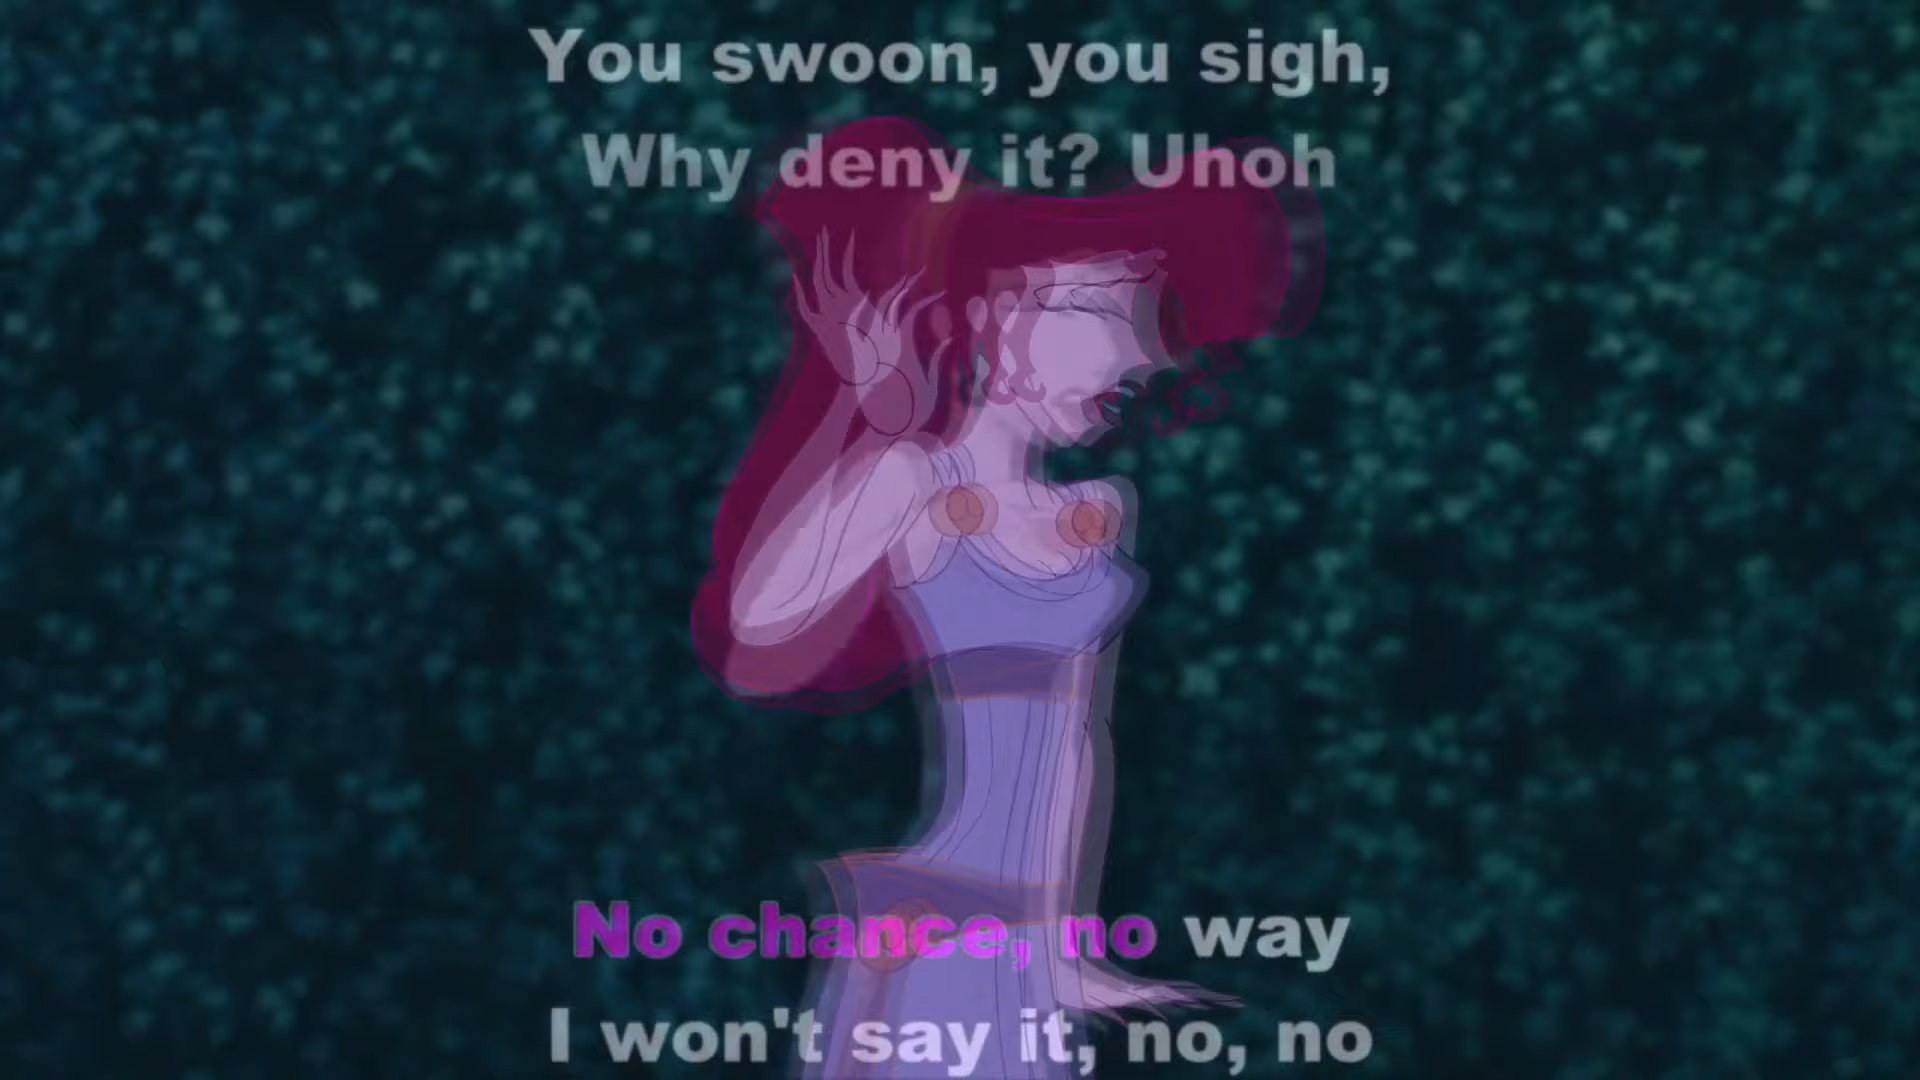 You swoon, you sigh,
Why deny it? Uhoh
No chance, no way
I won't say it, no, no